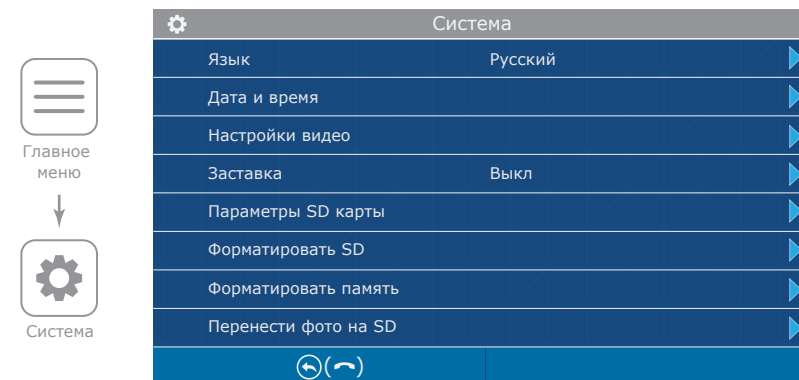 Система
Язык Русский
Дата и время
Настройки видео
Заставка Выкл
Параметры SD карты
Форматировать SD
Форматировать память
Перенести фото на SD
Главное
меню
Система